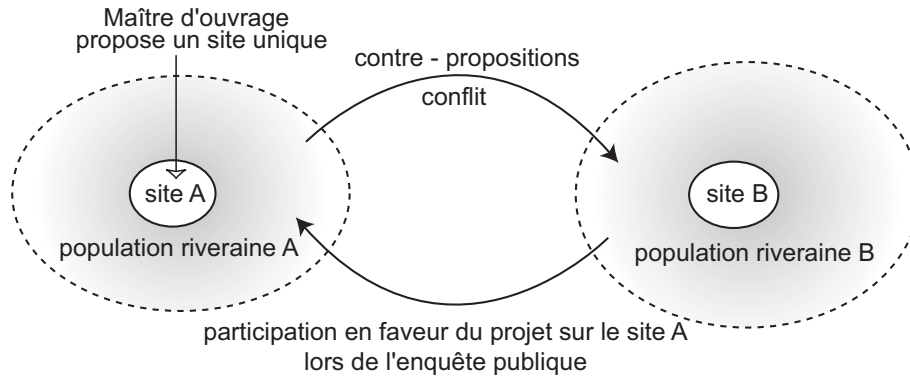 Maître d'ouvrage
propose un site unique
contre - propositions
conflit
site A
site B
population riveraine A
population riveraine B
participation en faveur du projet sur le site A
lors de l'enquête publique